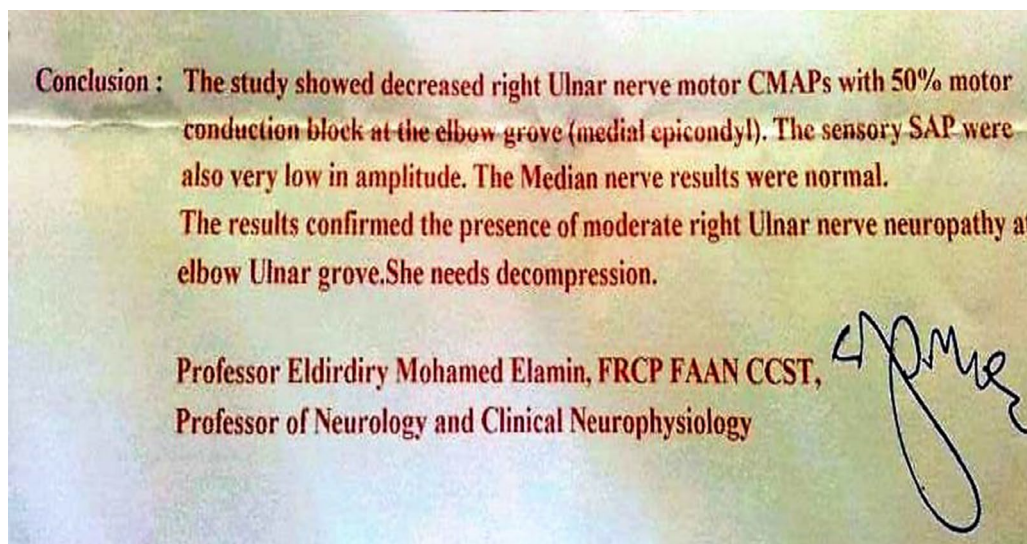 Conclusion : The study showed decreased right Ulnar nerve motor CMAPs with 50% motor
conduction block at the elbow grove (medial epicondyl). The sensory SAP were
also very low in amplitude. The Median nerve results were normal.
The results confirmed the presence of moderate right Ulnar nerve neuropathy at
elbow Ulnar grove.She needs decompression.
Professor Eldirdiry Mohamed Elamin, FRCP FAAN CCST,
Professor of Neurology and Clinical Neurophysiology